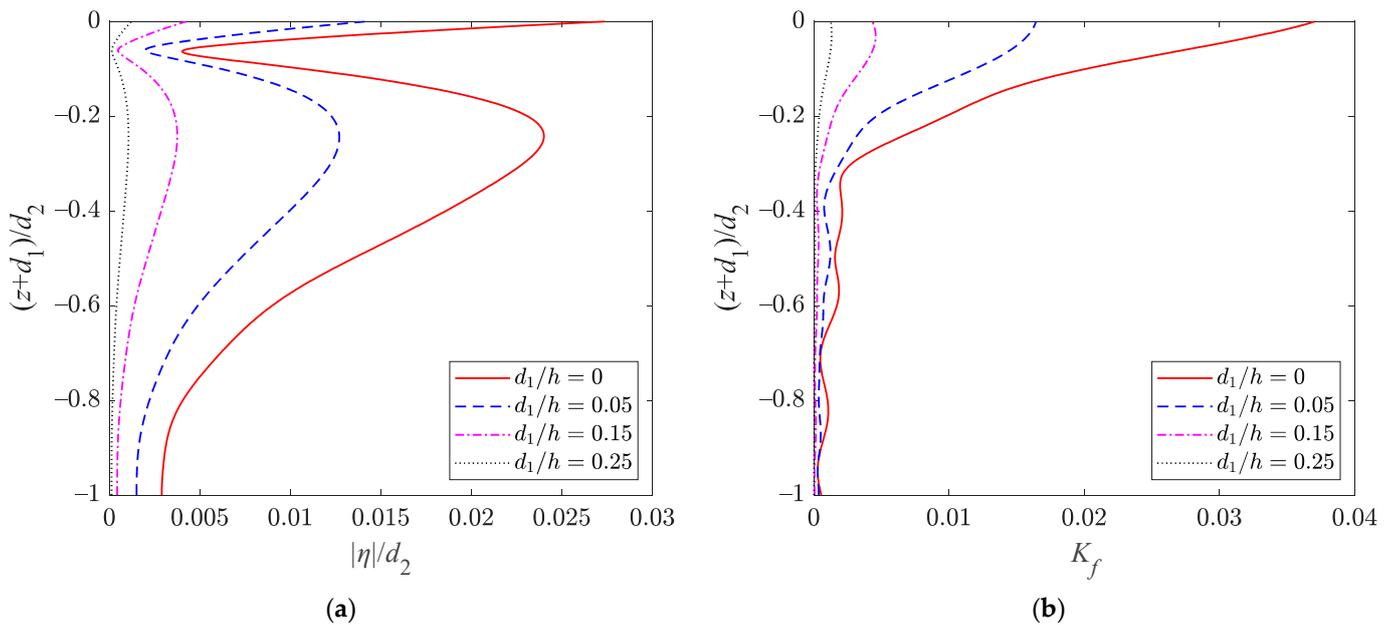 0
−0.2
−0.4
−0.6
−0.8
−1
(z+d₁)/d₂
0 0.005 0.01 0.015 0.02 0.025 0.03
|η|/d₂
d₁/h = 0
d₁/h = 0.05
d₁/h = 0.15
d₁/h = 0.25
(a)
0
−0.2
−0.4
−0.6
−0.8
−1
(z+d₁)/d₂
0 0.01 0.02 0.03 0.04
K_f
d₁/h = 0
d₁/h = 0.05
d₁/h = 0.15
d₁/h = 0.25
(b)